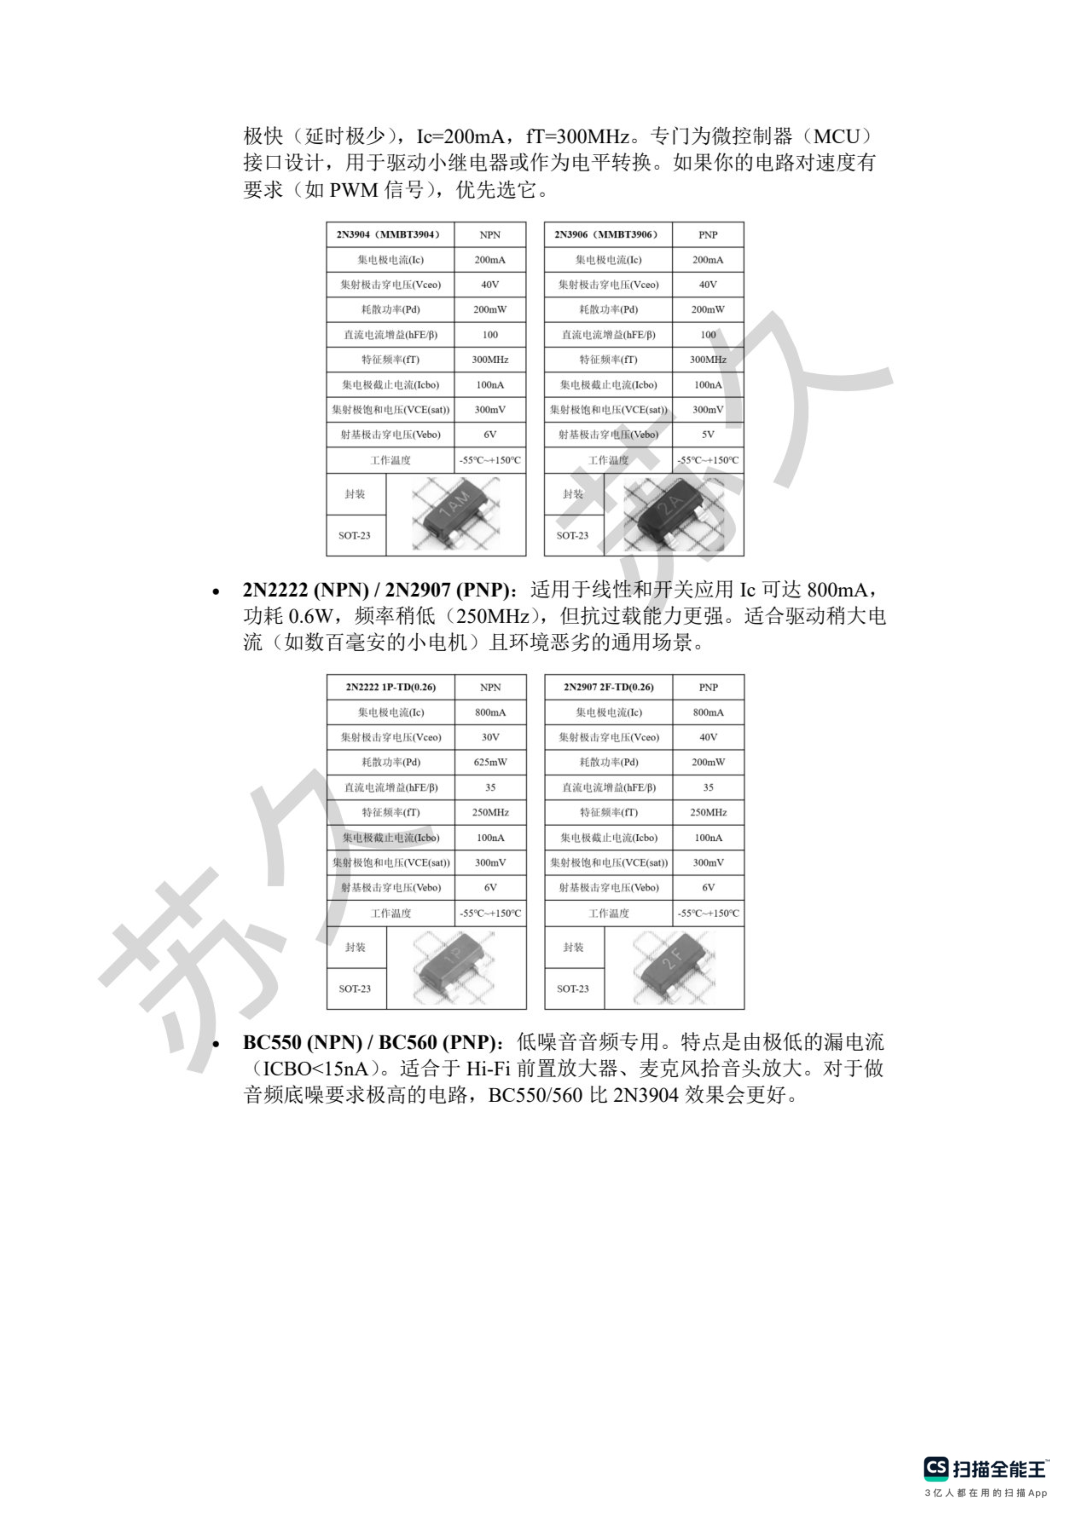 极快（延时极少），Ic=200mA，fT=300MHz。专门为微控制器（MCU）
接口设计，用于驱动小继电器或作为电平转换。如果你的电路对速度有
要求（如 PWM 信号），优先选它。
2N3904（MMBT3904） NPN
集电极电流(Ic) 200mA
集射极击穿电压(Vceo) 40V
耗散功率(Pd) 200mW
直流电流增益(hFE/β) 100
特征频率(fT) 300MHz
集电极截止电流(Icbo) 100nA
集射极饱和电压(VCE(sat)) 300mV
射基极击穿电压(Vebo) 6V
工作温度 -55℃~+150℃
封装
SOT-23
1AM
2N3906（MMBT3906） PNP
集电极电流(Ic) 200mA
集射极击穿电压(Vceo) 40V
耗散功率(Pd) 200mW
直流电流增益(hFE/β) 100
特征频率(fT) 300MHz
集电极截止电流(Icbo) 100nA
集射极饱和电压(VCE(sat)) 300mV
射基极击穿电压(Vebo) 5V
工作温度 -55℃~+150℃
封装
SOT-23
2A
苏久
• 2N2222 (NPN) / 2N2907 (PNP)：适用于线性和开关应用 Ic 可达 800mA，
功耗 0.6W，频率稍低（250MHz），但抗过载能力更强。适合驱动稍大电
流（如数百毫安的小电机）且环境恶劣的通用场景。
2N2222 1P-TD(0.26) NPN
集电极电流(Ic) 800mA
集射极击穿电压(Vceo) 30V
耗散功率(Pd) 625mW
直流电流增益(hFE/β) 35
特征频率(fT) 250MHz
集电极截止电流(Icbo) 100nA
集射极饱和电压(VCE(sat)) 300mV
射基极击穿电压(Vebo) 6V
工作温度 -55℃~+150℃
封装
SOT-23
1P
2N2907 2F-TD(0.26) PNP
集电极电流(Ic) 800mA
集射极击穿电压(Vceo) 40V
耗散功率(Pd) 200mW
直流电流增益(hFE/β) 35
特征频率(fT) 250MHz
集电极截止电流(Icbo) 100nA
集射极饱和电压(VCE(sat)) 300mV
射基极击穿电压(Vebo) 6V
工作温度 -55℃~+150℃
封装
SOT-23
2F
苏久
• BC550 (NPN) / BC560 (PNP)：低噪音音频专用。特点是由极低的漏电流
（ICBO<15nA）。适合于 Hi-Fi 前置放大器、麦克风拾音头放大。对于做
音频底噪要求极高的电路，BC550/560 比 2N3904 效果会更好。
CS 扫描全能王
3亿人都在用的扫描App